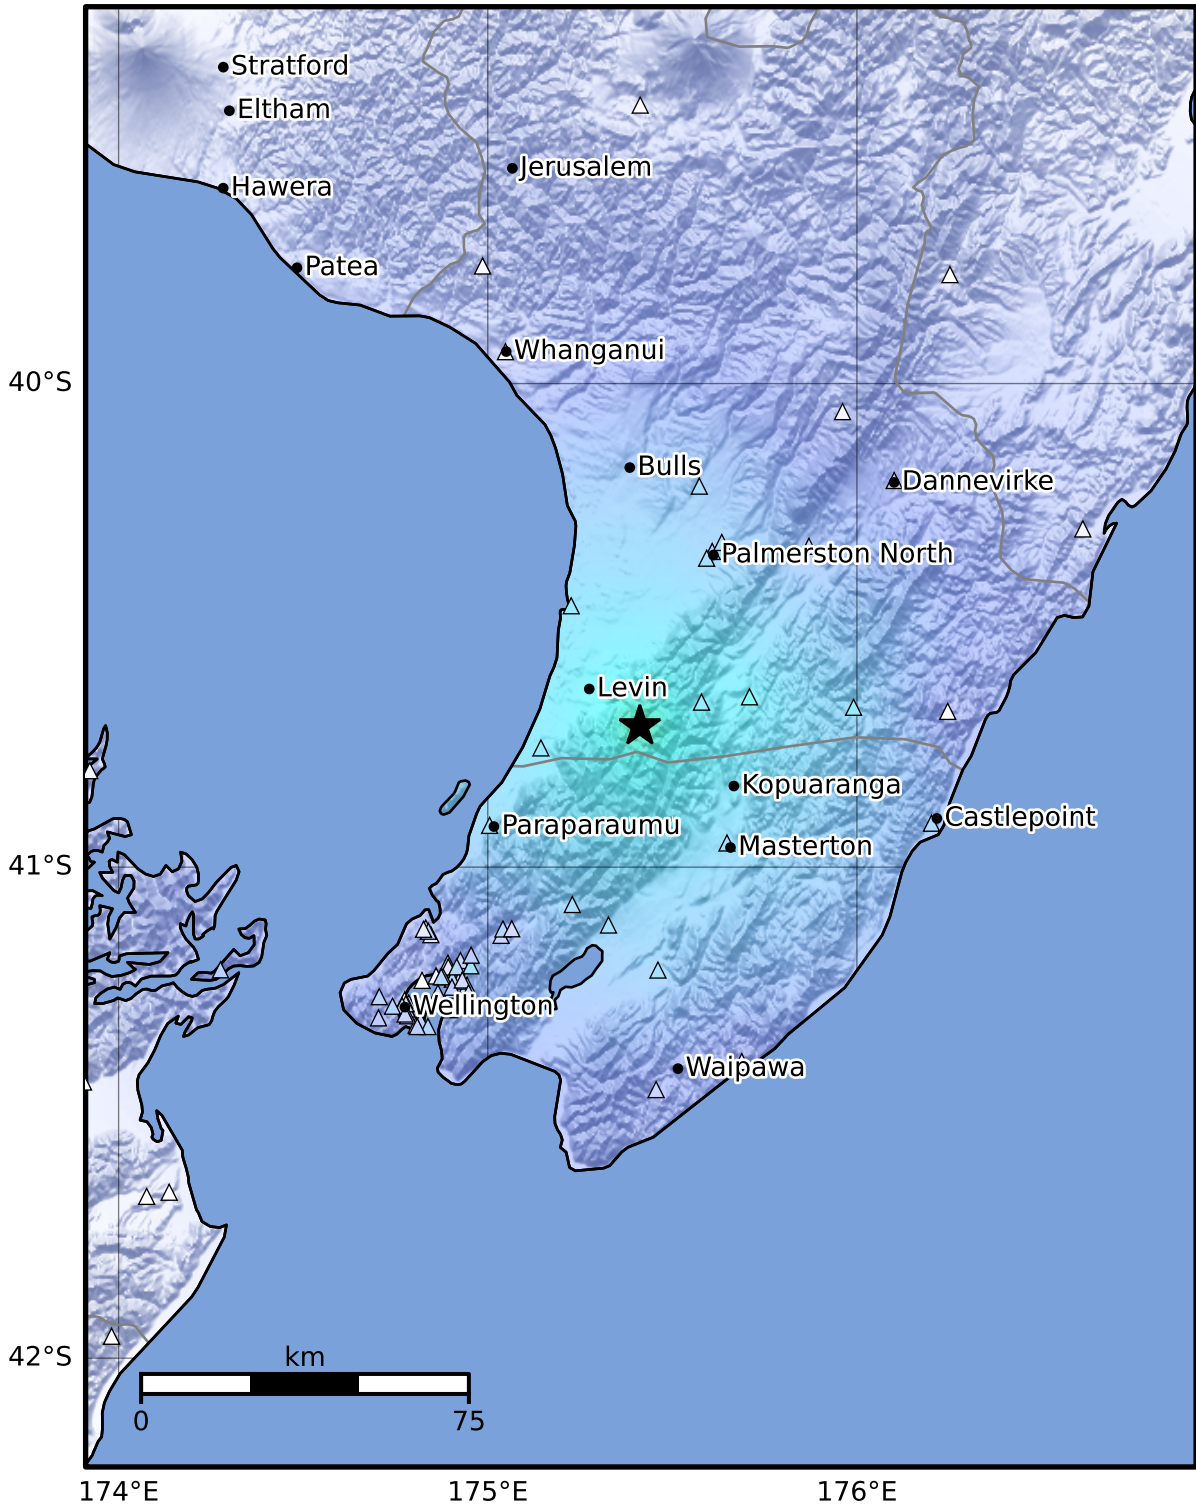 Stratford
Eltham
Jerusalem
Hawera
Patea
Whanganui
40°S
Bulls
Dannevirke
Palmerston North
Levin
Kopuaranga
Castlepoint
Paraparaumu
Masterton
41°S
Wellington
Waipawa
km
42°S
0
75
174°E
175°E
176°E